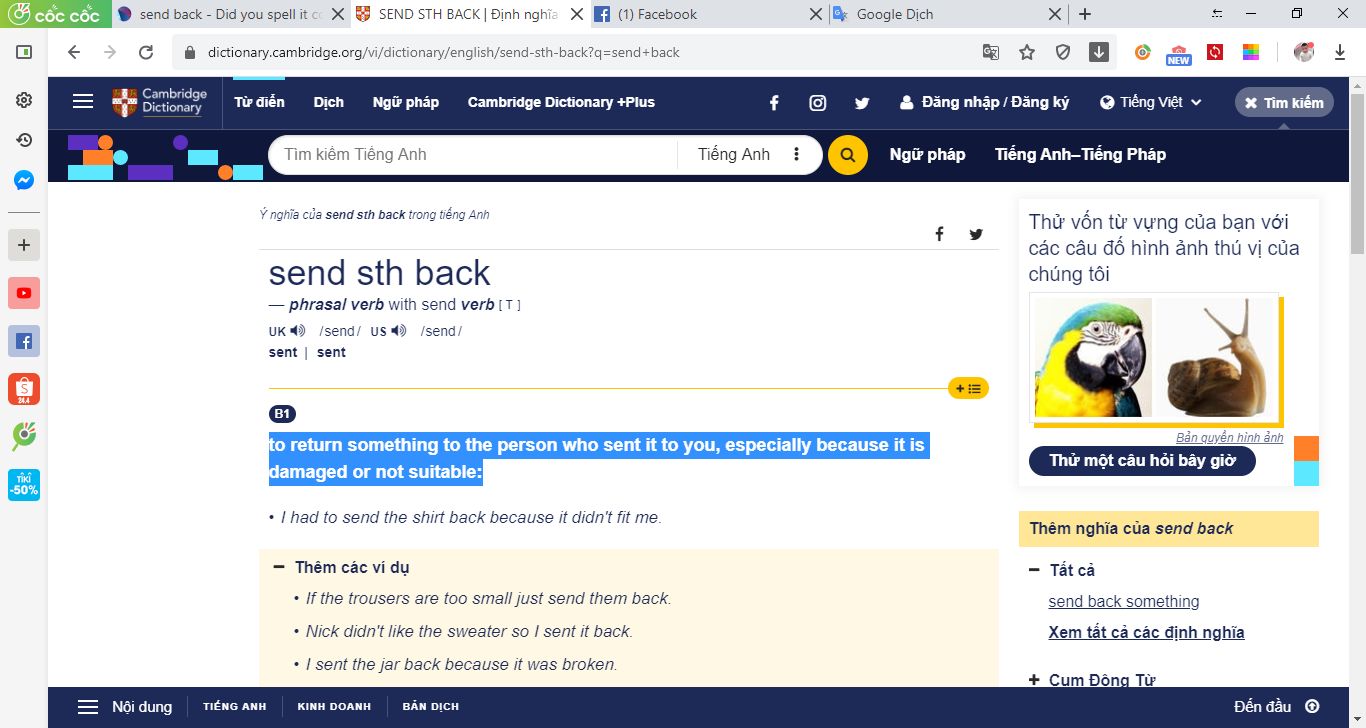 cốc cốc
send back - Did you spell it co
SEND STH BACK | Định nghĩa
(1) Facebook
Google Dịch
dictionary.cambridge.org/vi/dictionary/english/send-sth-back?q=send+back
NEW
Cambridge
Dictionary
Từ điển
Dịch
Ngữ pháp
Cambridge Dictionary +Plus
Đăng nhập / Đăng ký
Tiếng Việt
Tìm kiếm
Tìm kiếm Tiếng Anh
Tiếng Anh
Ngữ pháp
Tiếng Anh–Tiếng Pháp
24.4
TIKI
-50%
Ý nghĩa của send sth back trong tiếng Anh
send sth back
— phrasal verb with send verb [ T ]
UK /send/ US /send/
sent | sent
B1
to return something to the person who sent it to you, especially because it is
damaged or not suitable:
• I had to send the shirt back because it didn't fit me.
Thêm các ví dụ
• If the trousers are too small just send them back.
• Nick didn't like the sweater so I sent it back.
• I sent the jar back because it was broken.
Thử vốn từ vựng của bạn với
các câu đố hình ảnh thú vị của
chúng tôi
Bản quyền hình ảnh
Thử một câu hỏi bây giờ
Thêm nghĩa của send back
Tất cả
send back something
Xem tất cả các định nghĩa
Cụm Động Từ
Nội dung
TIẾNG ANH
KINH DOANH
BẢN DỊCH
Đến đầu